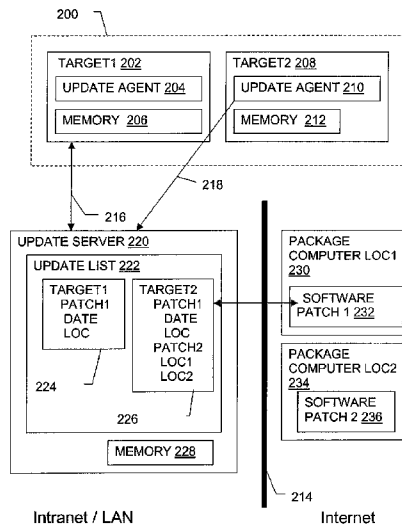 200
TARGET1 202
UPDATE AGENT 204
MEMORY 206
TARGET2 208
UPDATE AGENT 210
MEMORY 212
216
218
UPDATE SERVER 220
UPDATE LIST 222
TARGET1
PATCH1
DATE
LOC
224
TARGET2
PATCH1
DATE
LOC
PATCH2
LOC1
LOC2
226
MEMORY 228
PACKAGE
COMPUTER LOC1
230
SOFTWARE
PATCH 1 232
PACKAGE
COMPUTER LOC2
234
SOFTWARE
PATCH 2 236
214
Intranet / LAN
Internet